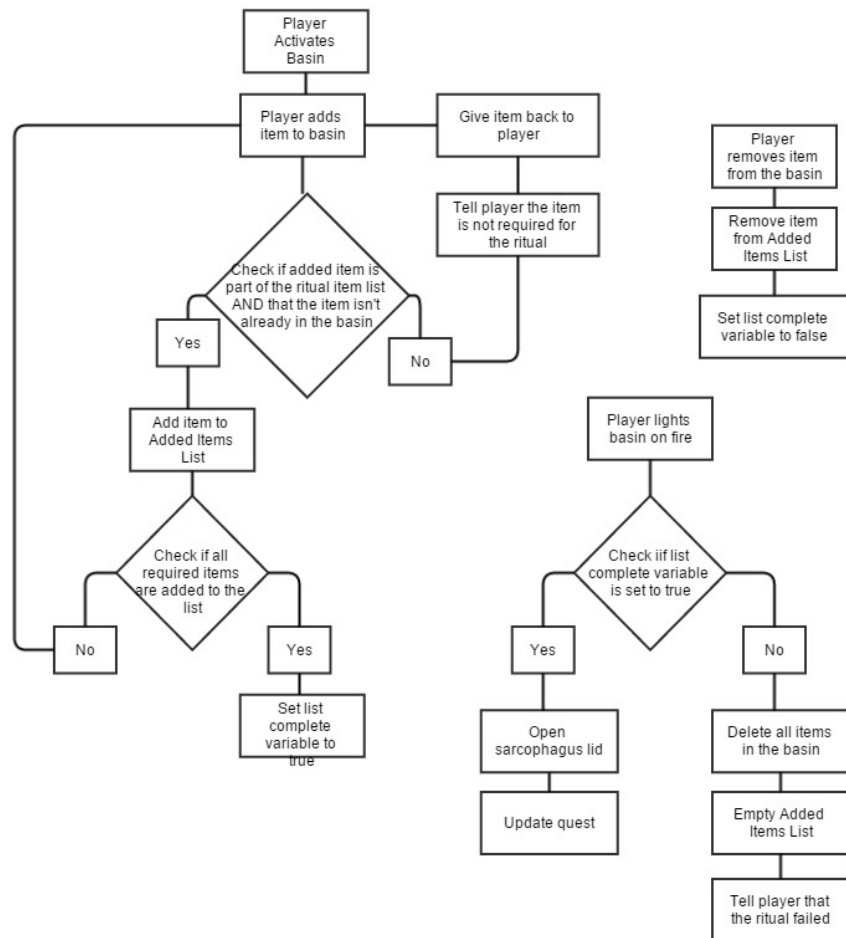 Player
Activates
Basin
Player adds
item to basin
Give item back to
player
Tell player the item
is not required for
the ritual
Check if added item is
part of the ritual item list
AND that the item isn't
already in the basin
Yes
No
Add item to
Added Items
List
Check if all
required items
are added to the
list
No
Yes
Set list
complete
variable to
true
Player
removes item
from the basin
Remove item
from Added
Items List
Set list complete
variable to false
Player lights
basin on fire
Check iif list
complete variable
is set to true
Yes
No
Open
sarcophagus lid
Update quest
Delete all items
in the basin
Empty Added
Items List
Tell player that
the ritual failed